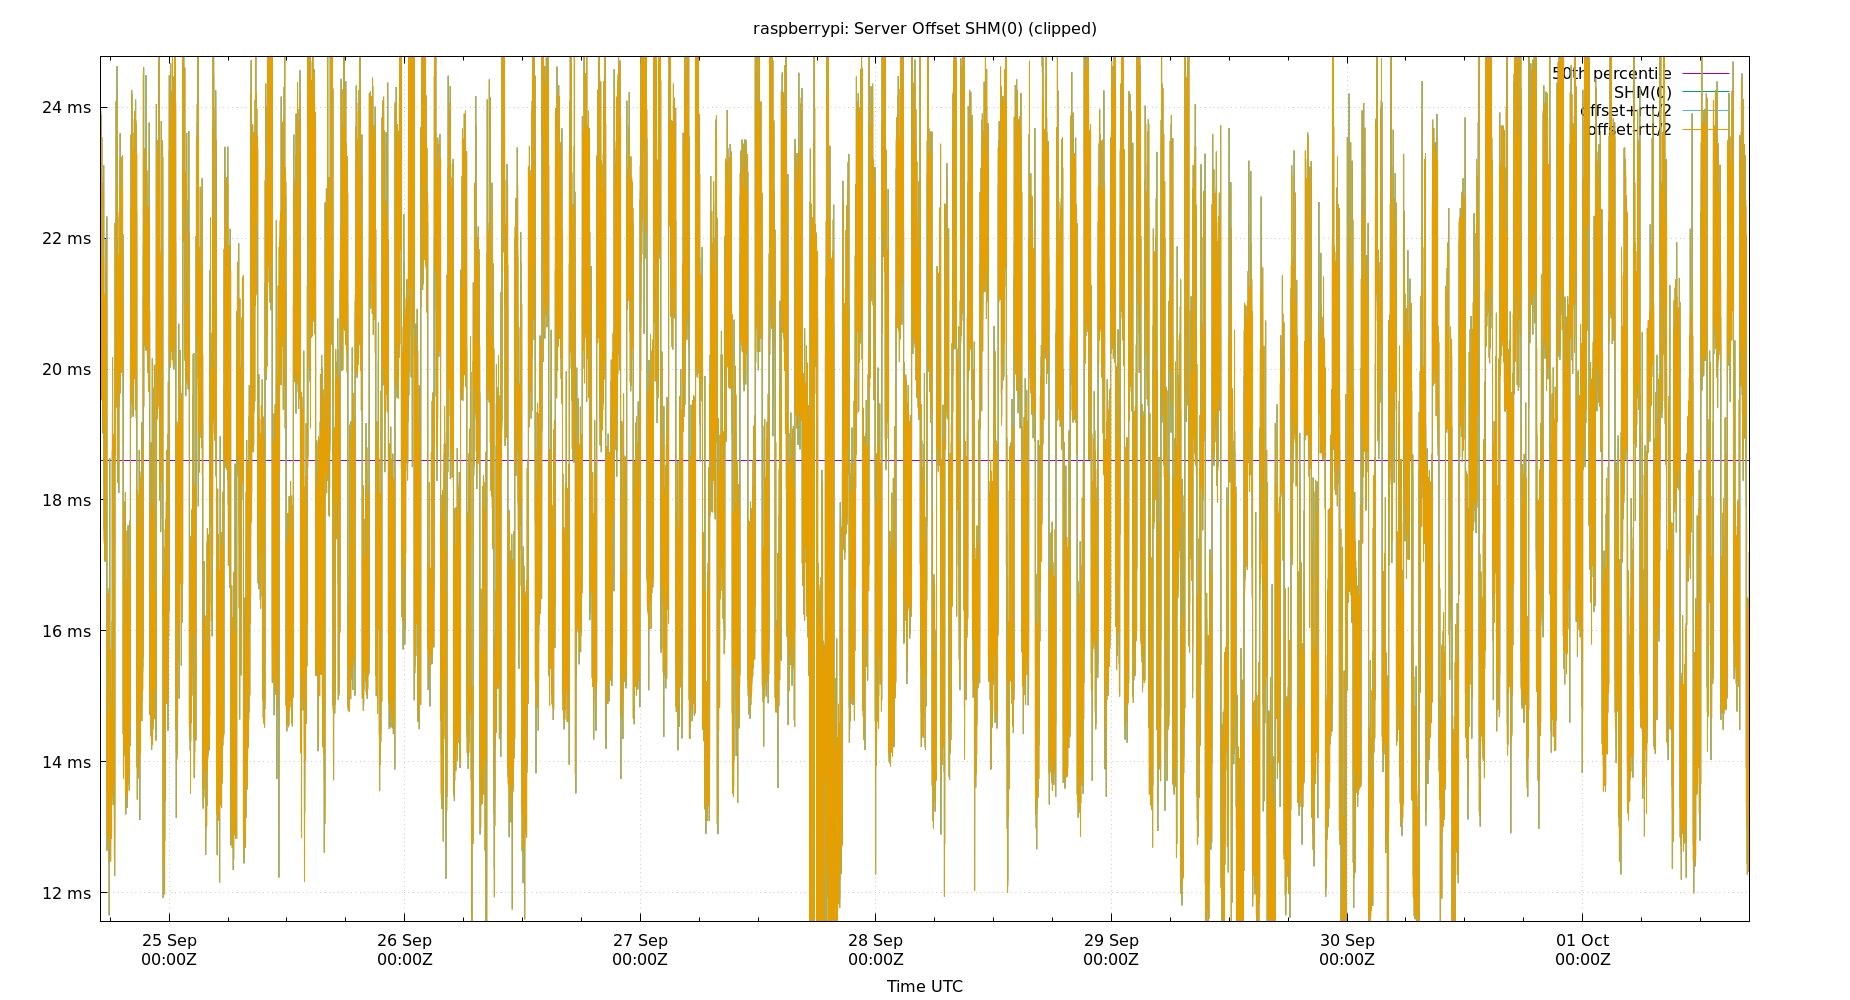 raspberrypi: Server Offset SHM(0) (clipped)
50th percentile
SHM(0)
offset+rtt/2
offset-rtt/2
24 ms
22 ms
20 ms
18 ms
16 ms
14 ms
12 ms
25 Sep 26 Sep 27 Sep 28 Sep 29 Sep 30 Sep 01 Oct
00:00Z 00:00Z 00:00Z 00:00Z 00:00Z 00:00Z 00:00Z
Time UTC